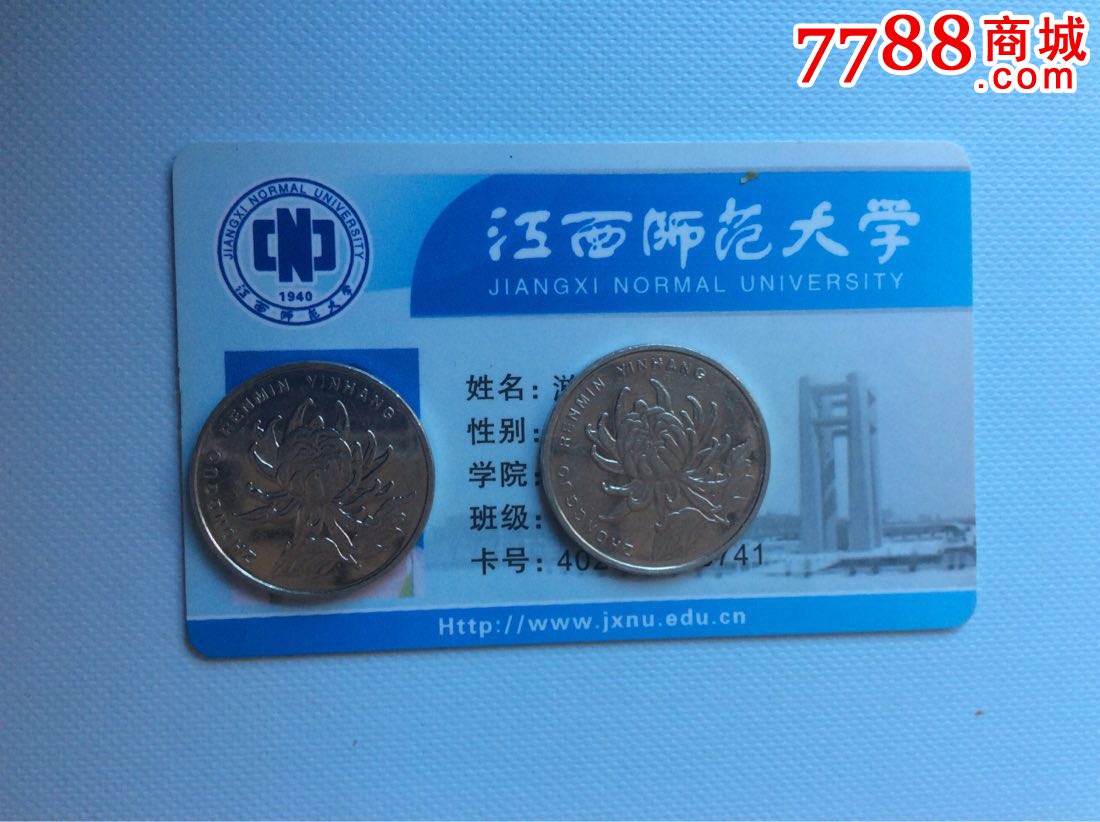 7788商城
.com
JIANGXI NORMAL UNIVERSITY
1940
江西师范大学
江西师范大学
JIANGXI NORMAL UNIVERSITY
姓名：游
性别：
学院：
班级：
卡号：402 741
ZHONGGUO RENMIN YINHANG
ZHONGGUO RENMIN YINHANG
Http://www.jxnu.edu.cn